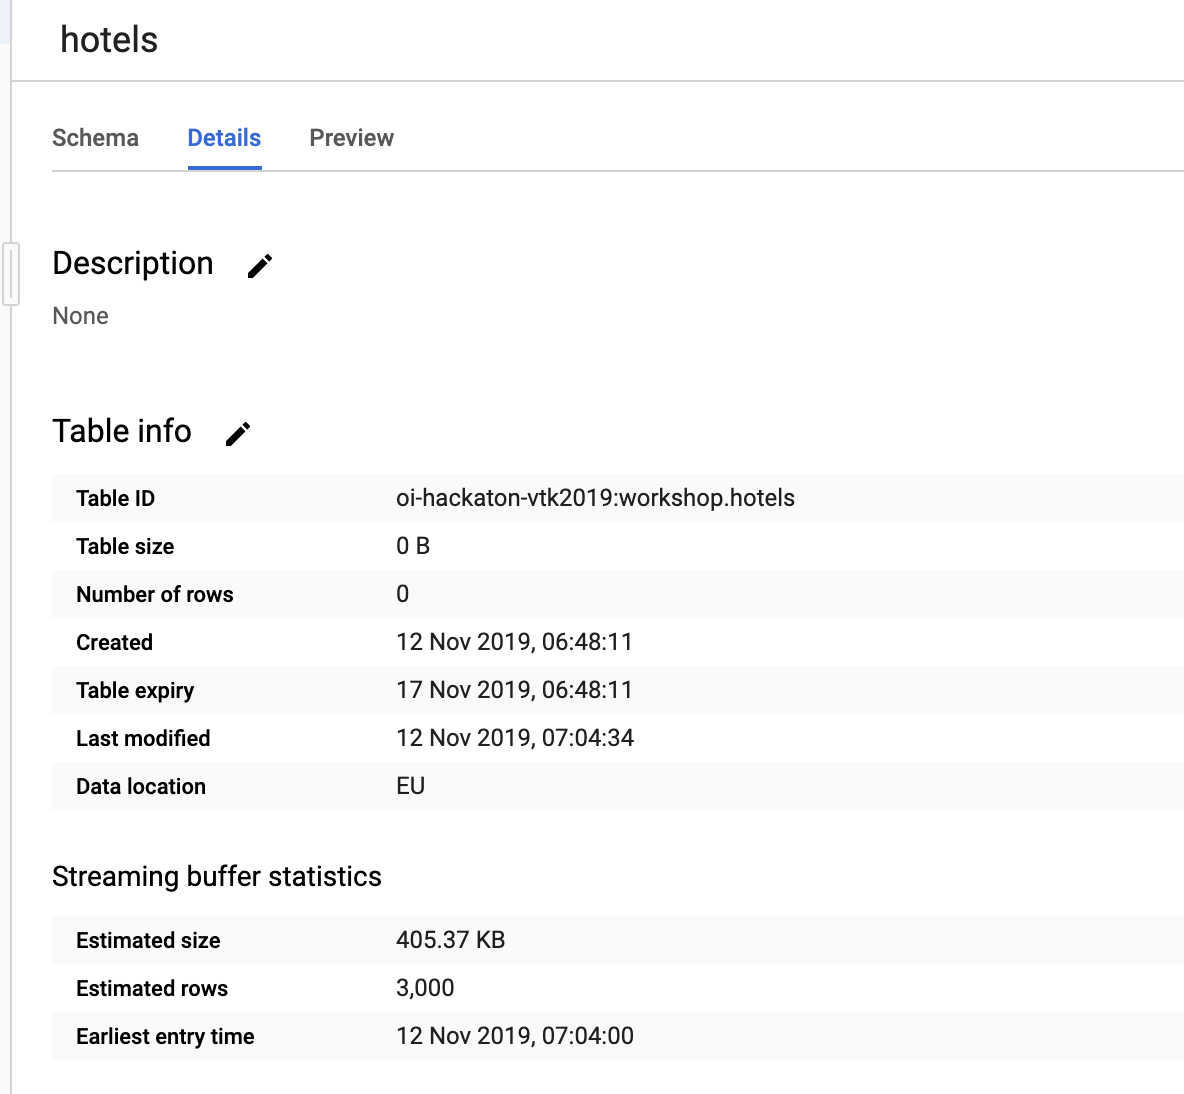 hotels
Schema Details Preview
Description
None
Table info
Table ID oi-hackaton-vtk2019:workshop.hotels
Table size 0 B
Number of rows 0
Created 12 Nov 2019, 06:48:11
Table expiry 17 Nov 2019, 06:48:11
Last modified 12 Nov 2019, 07:04:34
Data location EU
Streaming buffer statistics
Estimated size 405.37 KB
Estimated rows 3,000
Earliest entry time 12 Nov 2019, 07:04:00